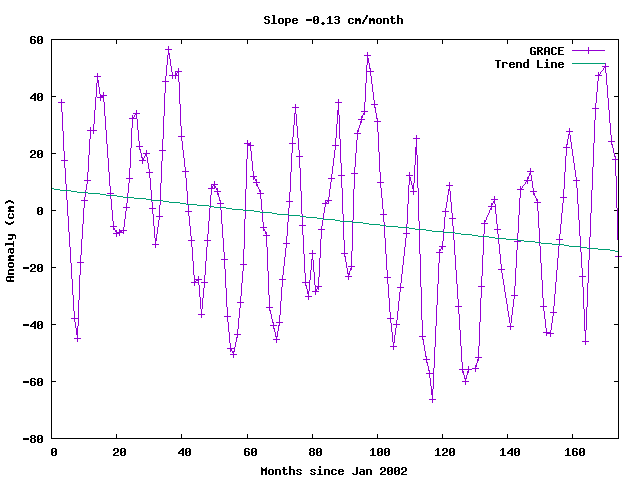 Slope -0.13 cm/month
GRACE
Trend Line
60
40
20
0
-20
-40
-60
-80
Anomaly (cm)
0 20 40 60 80 100 120 140 160
Months since Jan 2002